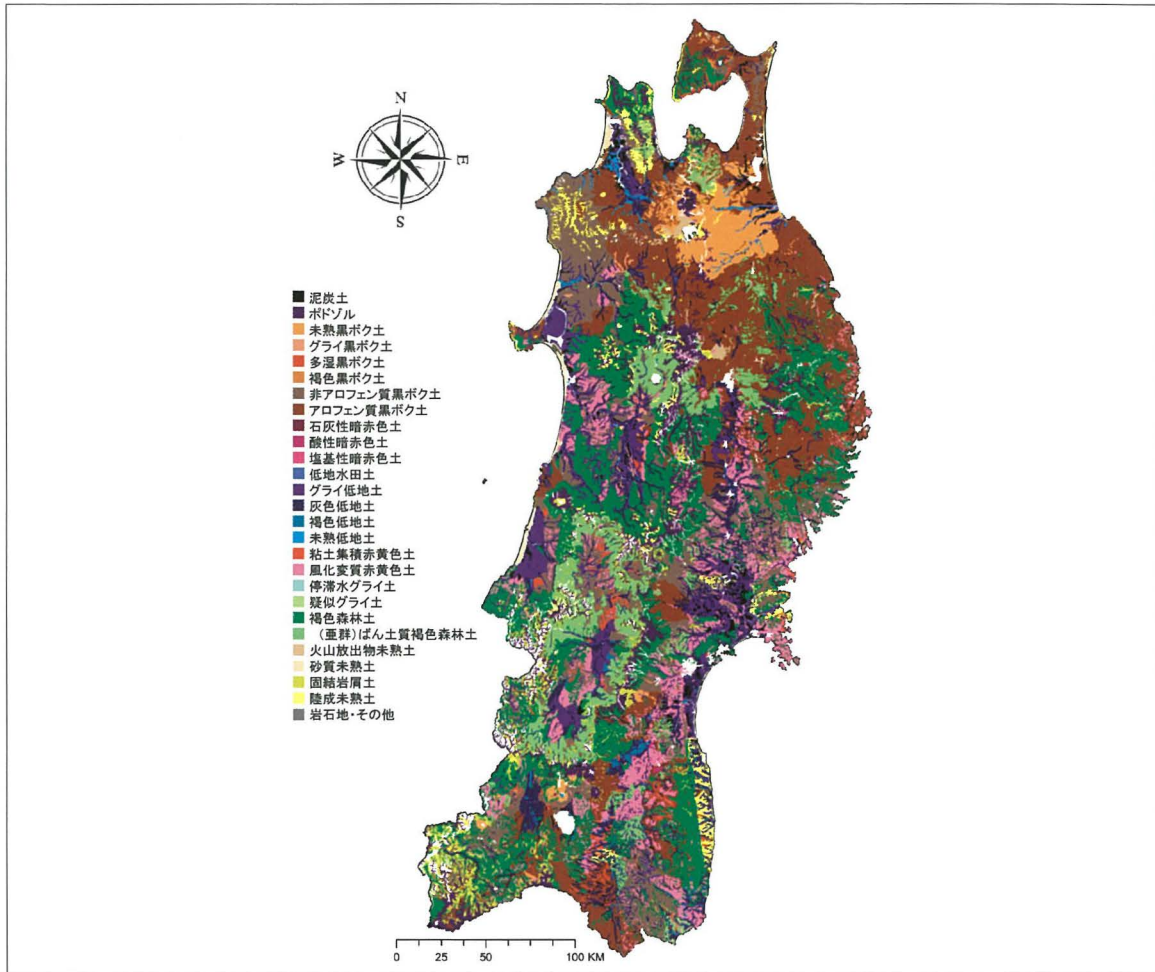 N
W
E
S
泥炭土
ポドゾル
未熟黒ボク土
グライ黒ボク土
多湿黒ボク土
褐色黒ボク土
非アロフェン質黒ボク土
アロフェン質黒ボク土
石灰性暗赤色土
酸性暗赤色土
塩基性暗赤色土
低地水田土
グライ低地土
灰色低地土
褐色低地土
未熟低地土
粘土集積赤黄色土
風化変質赤黄色土
停滞水グライ土
疑似グライ土
褐色森林土
(亜群)ばん土質褐色森林土
火山放出物未熟土
砂質未熟土
固結岩屑土
陸成未熟土
岩石地・その他
0 25 50 100 KM